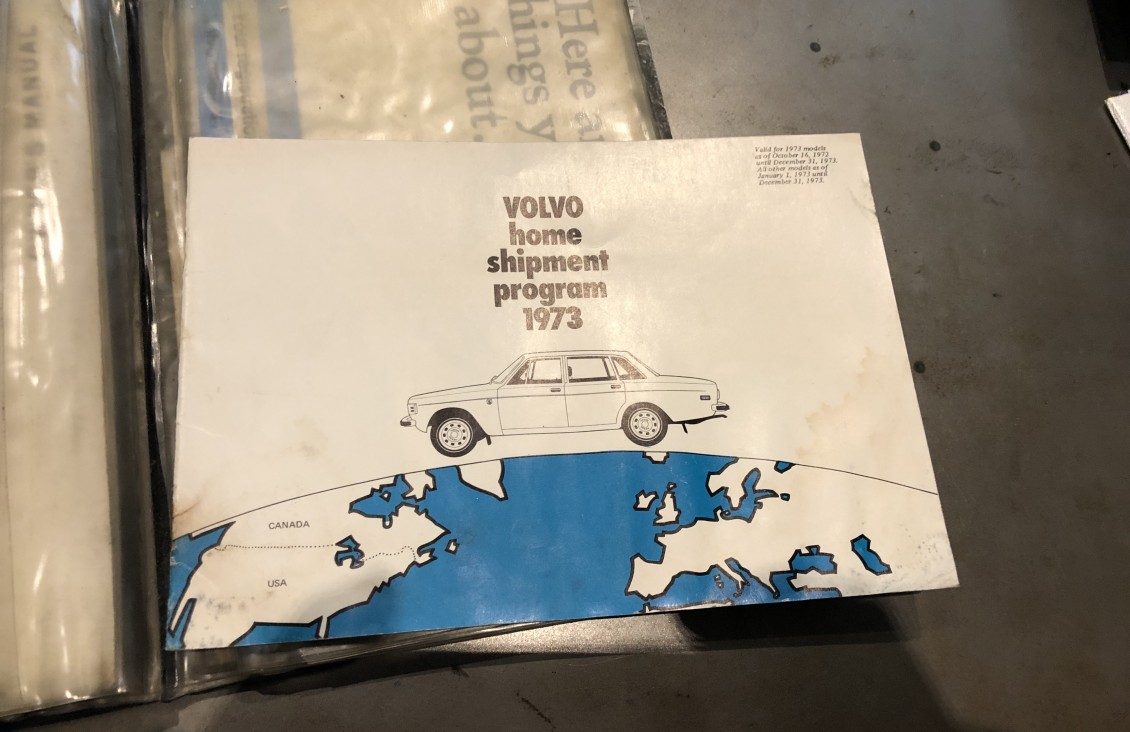 MANUAL
Here
things y
about.
Valid for 1973 models
as of October 16, 1972
until December 31, 1973.
All other models as of
January 1, 1973 until
December 31, 1973.
VOLVO
home
shipment
program
1973
CANADA
USA